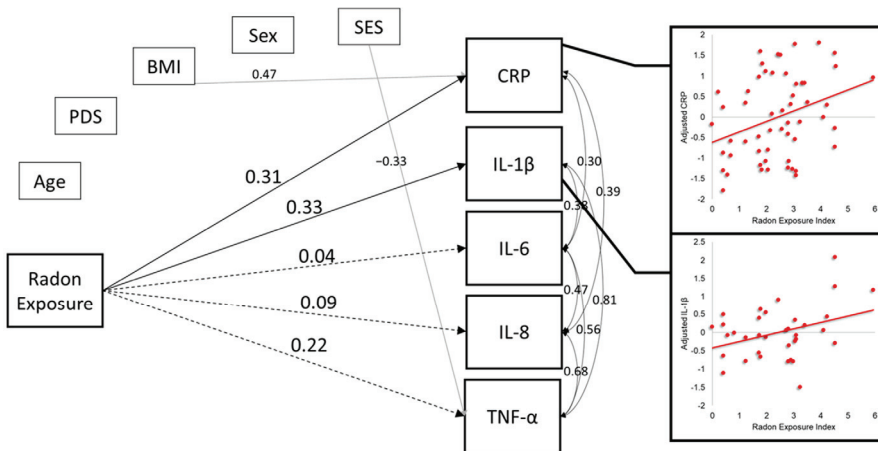 Sex
SES
BMI
PDS
Age
Radon
Exposure
0.47
0.31
−0.33
0.33
0.04
0.09
0.22
CRP
IL-1β
IL-6
IL-8
TNF-α
0.30
0.39
0.38
0.47
0.81
0.56
0.68
Adjusted CRP
2
1.5
1
0.5
0
-0.5
-1
-1.5
-2
0 1 2 3 4 5 6
Radon Exposure Index
Adjusted IL-1β
2.5
2
1.5
1
0.5
0
-0.5
-1
-1.5
-2
0 1 2 3 4 5 6
Radon Exposure Index